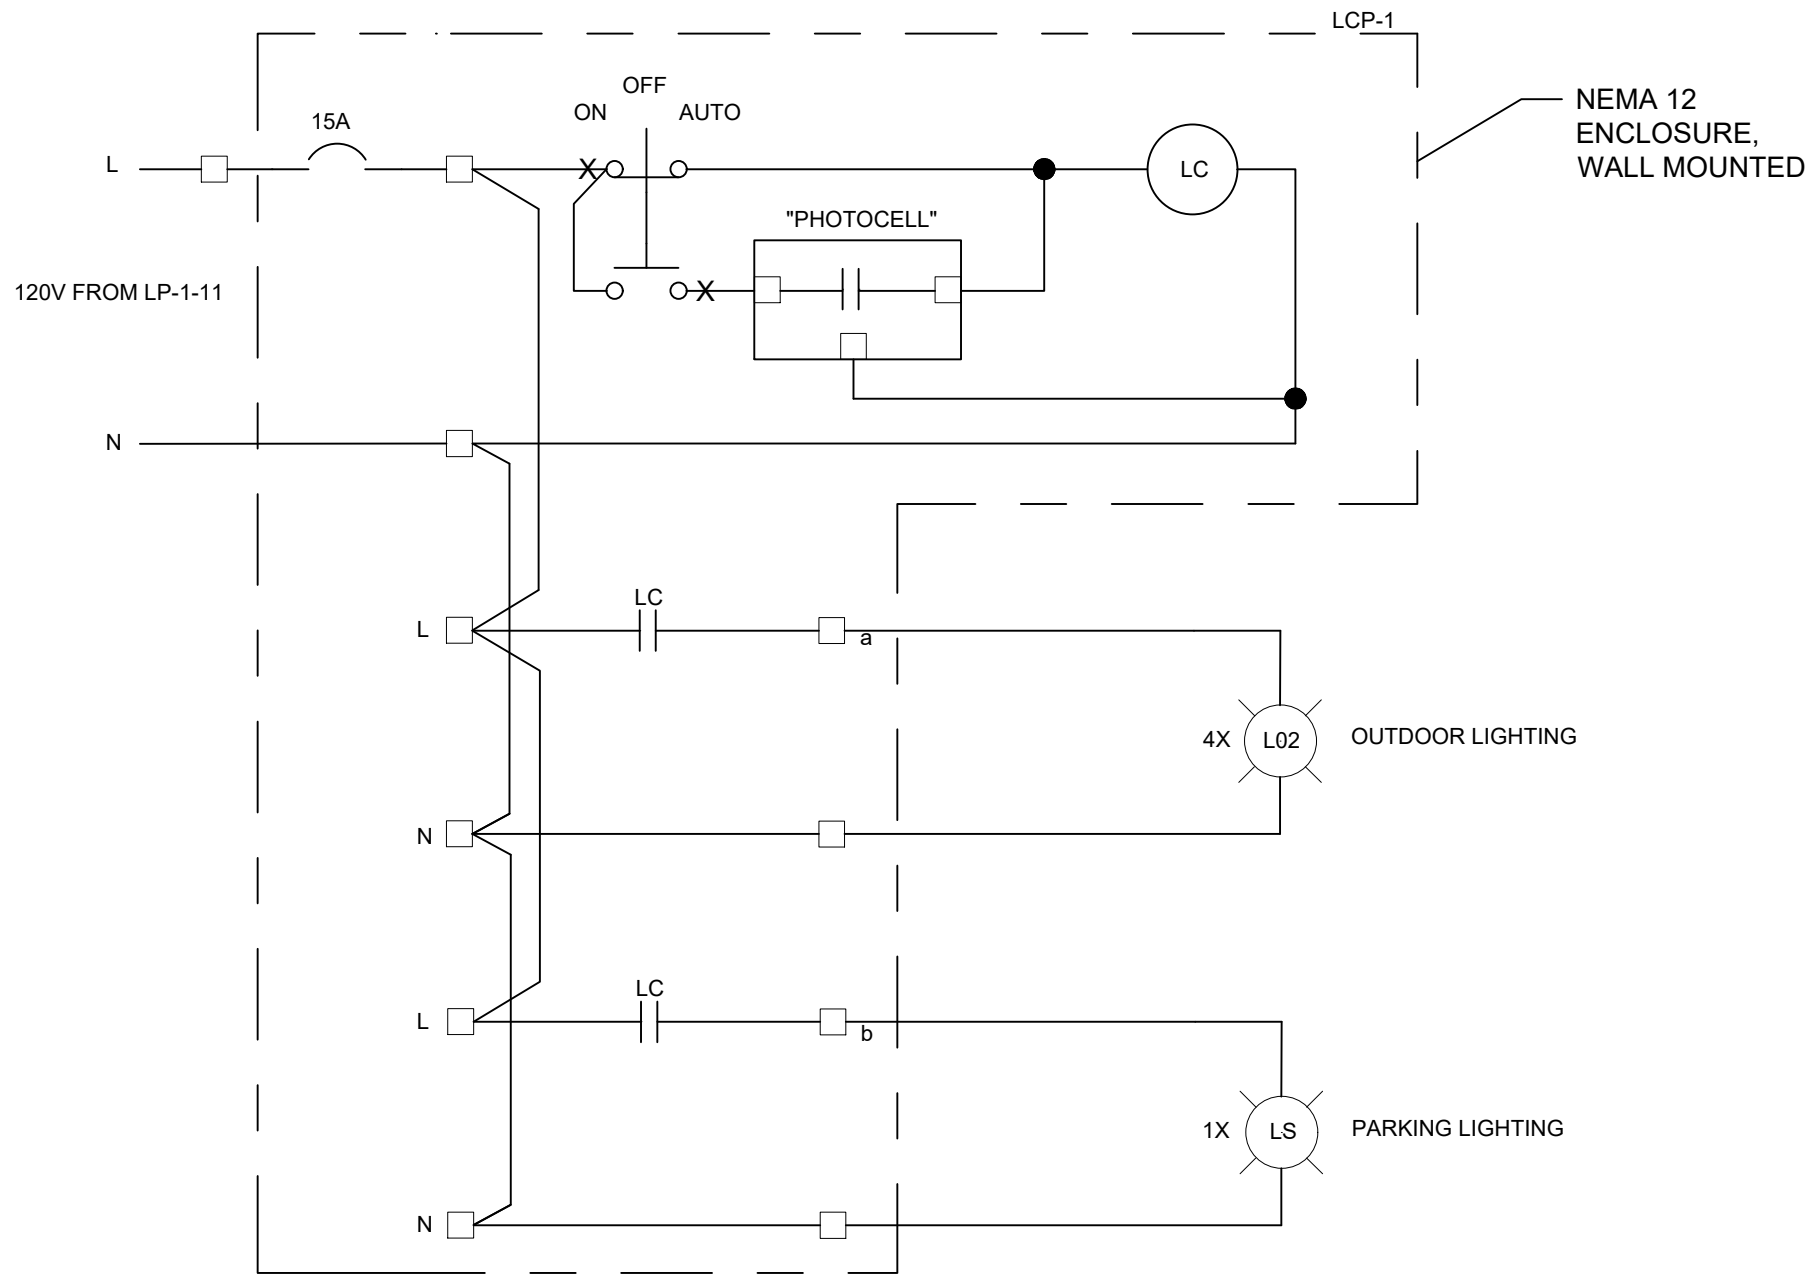 LCP-1
OFF
ON AUTO
NEMA 12
ENCLOSURE,
WALL MOUNTED
15A
L
X
LC
"PHOTOCELL"
120V FROM LP-1-11
X
N
LC
L
a
4X L02 OUTDOOR LIGHTING
N
LC
L
b
1X LS PARKING LIGHTING
N